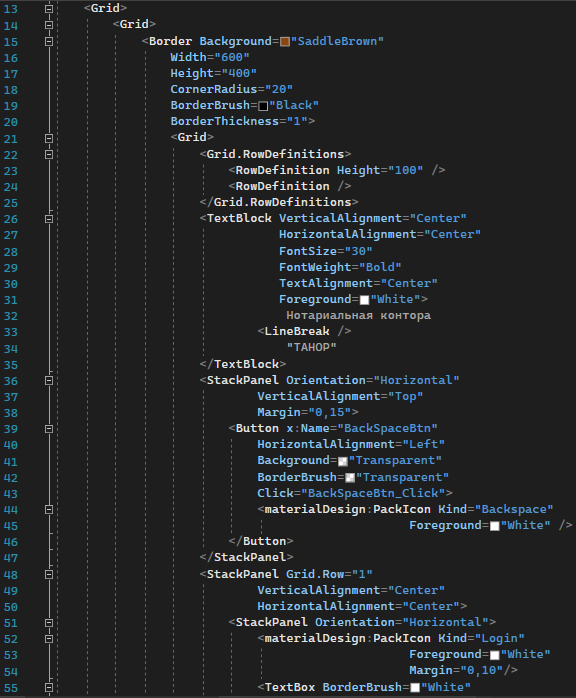 13 <Grid>
14 <Grid>
15 <Border Background="SaddleBrown"
16 Width="600"
17 Height="400"
18 CornerRadius="20"
19 BorderBrush="Black"
20 BorderThickness="1">
21 <Grid>
22 <Grid.RowDefinitions>
23 <RowDefinition Height="100" />
24 <RowDefinition />
25 </Grid.RowDefinitions>
26 <TextBlock VerticalAlignment="Center"
27 HorizontalAlignment="Center"
28 FontSize="30"
29 FontWeight="Bold"
30 TextAlignment="Center"
31 Foreground="White">
32 Нотариальная контора
33 <LineBreak />
34 "ТАНОР"
35 </TextBlock>
36 <StackPanel Orientation="Horizontal"
37 VerticalAlignment="Top"
38 Margin="0,15">
39 <Button x:Name="BackSpaceBtn"
40 HorizontalAlignment="Left"
41 Background="Transparent"
42 BorderBrush="Transparent"
43 Click="BackSpaceBtn_Click">
44 <materialDesign:PackIcon Kind="Backspace"
45 Foreground="White" />
46 </Button>
47 </StackPanel>
48 <StackPanel Grid.Row="1"
49 VerticalAlignment="Center"
50 HorizontalAlignment="Center">
51 <StackPanel Orientation="Horizontal">
52 <materialDesign:PackIcon Kind="Login"
53 Foreground="White"
54 Margin="0,10"/>
55 <TextBox BorderBrush="White"